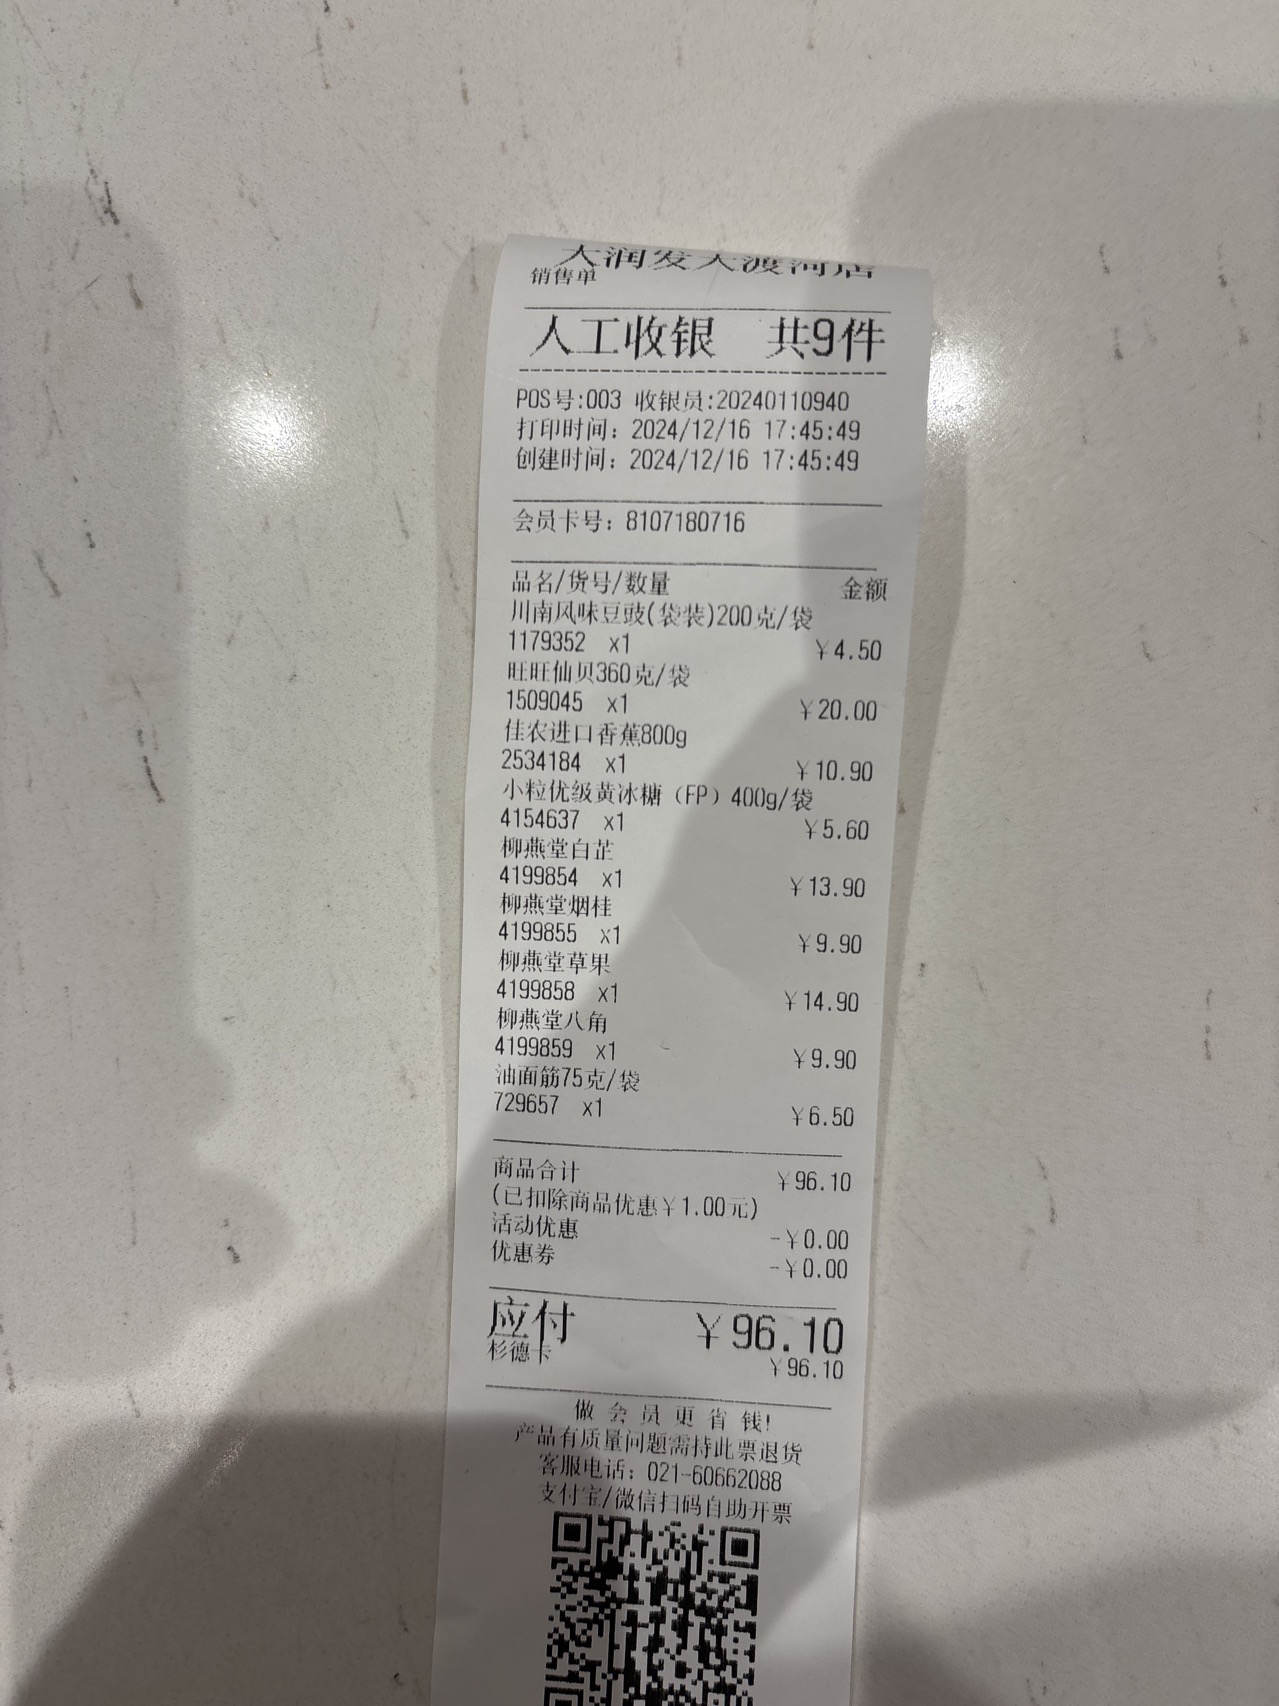 大润发大渡河店
销售单
人工收银 共9件
POS号:003 收银员:20240110940
打印时间：2024/12/16 17:45:49
创建时间：2024/12/16 17:45:49
会员卡号：8107180716
品名/货号/数量 金额
川南风味豆豉(袋装)200克/袋
1179352 x1 ￥4.50
旺旺仙贝360克/袋
1509045 x1 ￥20.00
佳农进口香蕉800g
2534184 x1 ￥10.90
小粒优级黄冰糖（FP）400g/袋
4154637 x1 ￥5.60
柳燕堂白芷
4199854 x1 ￥13.90
柳燕堂烟桂
4199855 x1 ￥9.90
柳燕堂草果
4199858 x1 ￥14.90
柳燕堂八角
4199859 x1 ￥9.90
油面筋75克/袋
729657 x1 ￥6.50
商品合计 ￥96.10
(已扣除商品优惠￥1.00元)
活动优惠 -￥0.00
优惠券 -￥0.00
应付 ￥96.10
杉德卡 ￥96.10
做 会 员 更 省 钱!
产品有质量问题需持此票退货
客服电话：021-60662088
支付宝/微信扫码自助开票